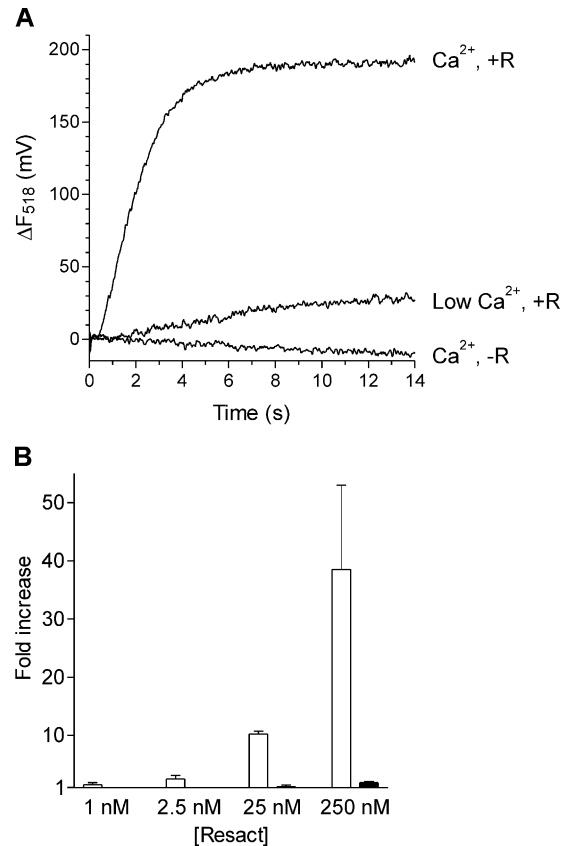 A
ΔF518 (mV)
200
150
100
50
0
Ca2+, +R
Low Ca2+, +R
Ca2+, -R
0 2 4 6 8 10 12 14
Time (s)
B
Fold increase
50
40
30
20
10
1
1 nM 2.5 nM 25 nM 250 nM
[Resact]